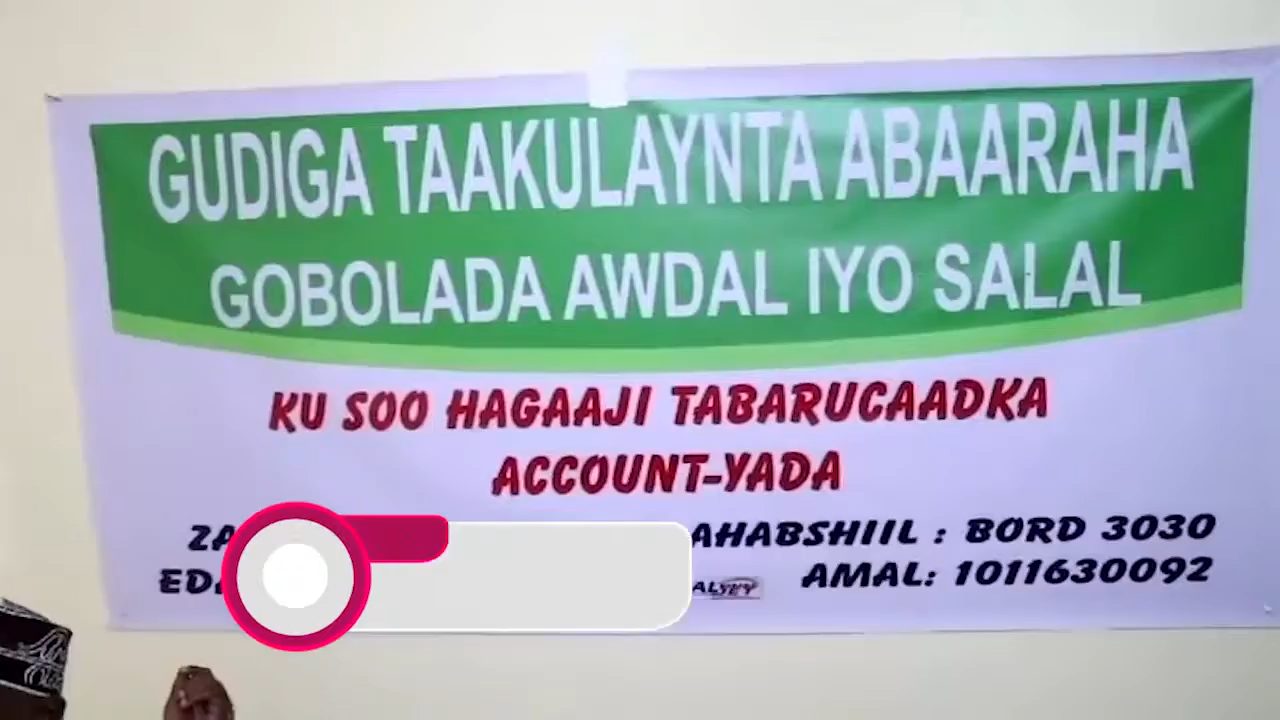 GUDIGA TAAKULAYNTA ABAARAHA
GOBOLADA AWDAL IYO SALAL
KU SOO HAGAAJI TABARUCAADKA
ACCOUNT-YADA
AHABSHIIL : BORD 3030
AMAL: 1011630092